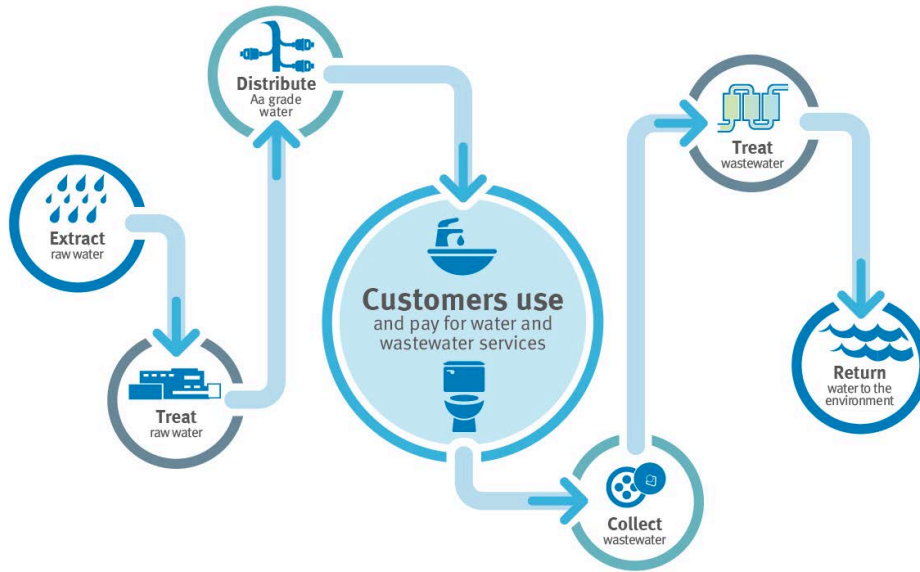 Extract
raw water
Treat
raw water
Distribute
Aa grade
water
Customers use
and pay for water and
wastewater services
Collect
wastewater
Treat
wastewater
Return
water to the
environment